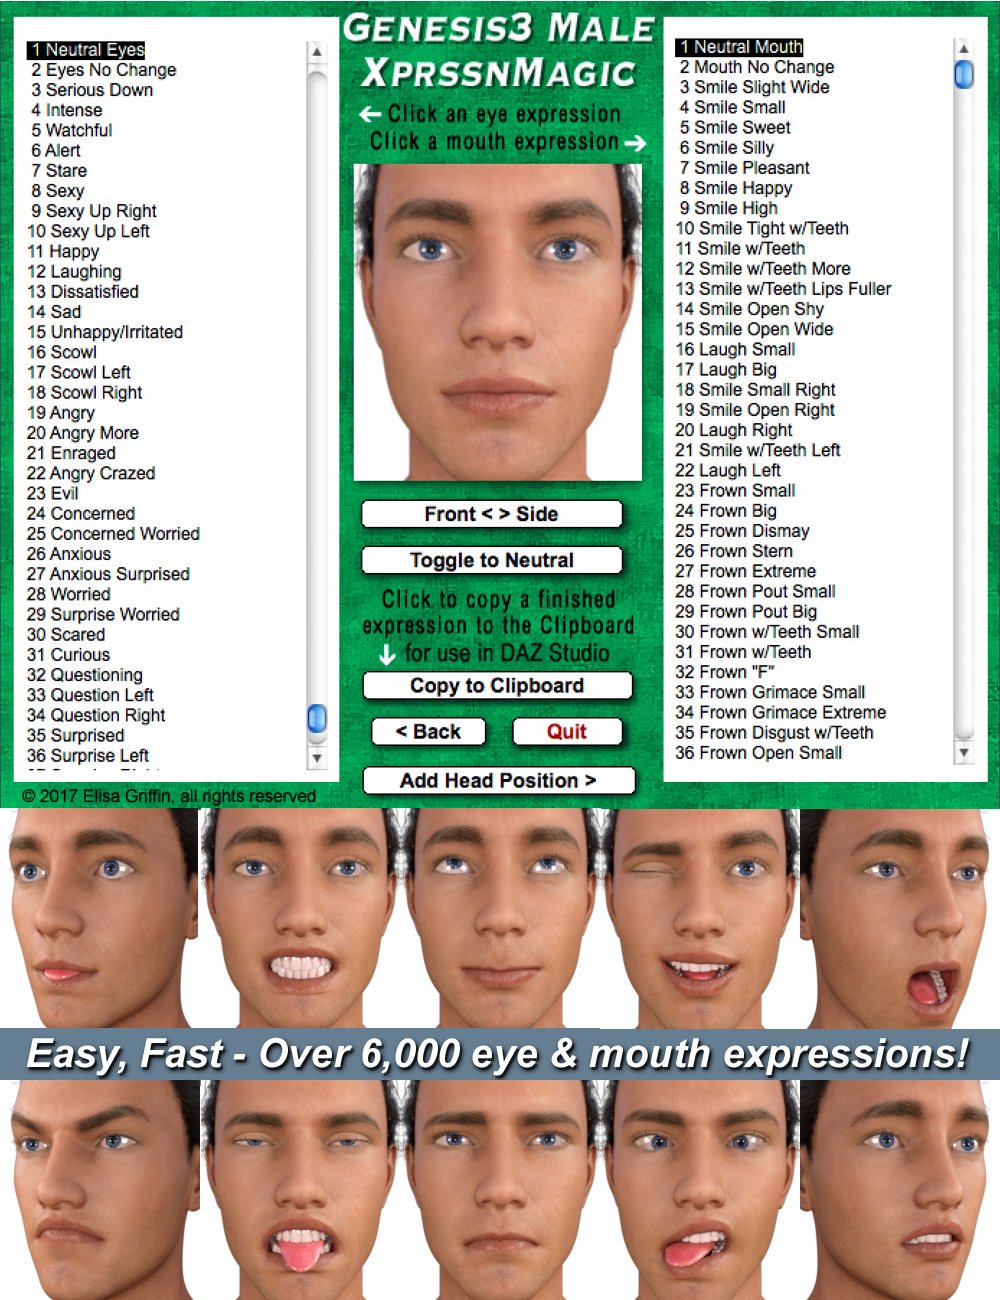 GENESIS3 MALE
XPRSSNMAGIC
Click an eye expression
Click a mouth expression
1 Neutral Eyes
2 Eyes No Change
3 Serious Down
4 Intense
5 Watchful
6 Alert
7 Stare
8 Sexy
9 Sexy Up Right
10 Sexy Up Left
11 Happy
12 Laughing
13 Dissatisfied
14 Sad
15 Unhappy/Irritated
16 Scowl
17 Scowl Left
18 Scowl Right
19 Angry
20 Angry More
21 Enraged
22 Angry Crazed
23 Evil
24 Concerned
25 Concerned Worried
26 Anxious
27 Anxious Surprised
28 Worried
29 Surprise Worried
30 Scared
31 Curious
32 Questioning
33 Question Left
34 Question Right
35 Surprised
36 Surprise Left
© 2017 Elisa Griffin, all rights reserved
Front < > Side
Toggle to Neutral
Click to copy a finished
expression to the Clipboard
for use in DAZ Studio
Copy to Clipboard
< Back
Quit
Add Head Position >
1 Neutral Mouth
2 Mouth No Change
3 Smile Slight Wide
4 Smile Small
5 Smile Sweet
6 Smile Silly
7 Smile Pleasant
8 Smile Happy
9 Smile High
10 Smile Tight w/Teeth
11 Smile w/Teeth
12 Smile w/Teeth More
13 Smile w/Teeth Lips Fuller
14 Smile Open Shy
15 Smile Open Wide
16 Laugh Small
17 Laugh Big
18 Smile Small Right
19 Smile Open Right
20 Laugh Right
21 Smile w/Teeth Left
22 Laugh Left
23 Frown Small
24 Frown Big
25 Frown Dismay
26 Frown Stern
27 Frown Extreme
28 Frown Pout Small
29 Frown Pout Big
30 Frown w/Teeth Small
31 Frown w/Teeth
32 Frown "F"
33 Frown Grimace Small
34 Frown Grimace Extreme
35 Frown Disgust w/Teeth
36 Frown Open Small
Easy, Fast - Over 6,000 eye & mouth expressions!